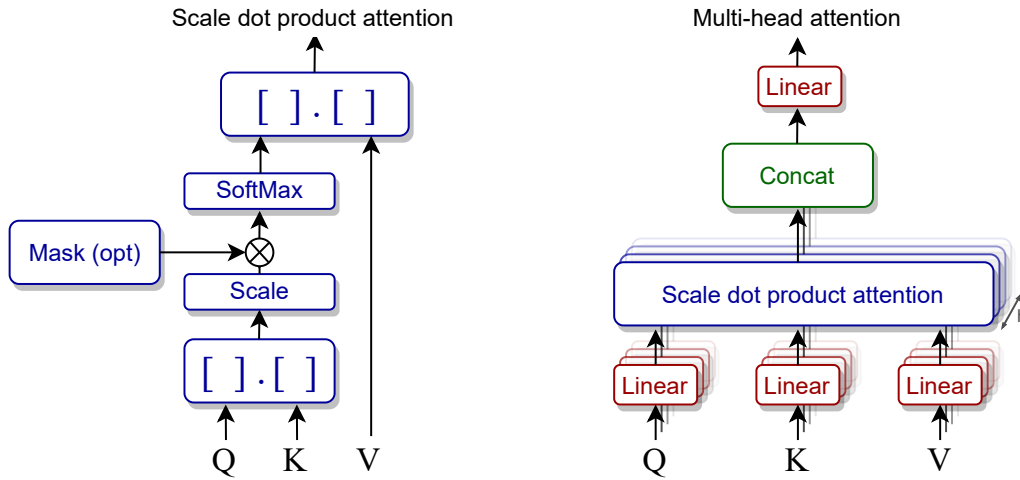 Scale dot product attention
[ ] . [ ]
SoftMax
Mask (opt)
Scale
[ ] . [ ]
Q K V
Multi-head attention
Linear
Concat
Scale dot product attention
Linear Linear Linear
Q K V